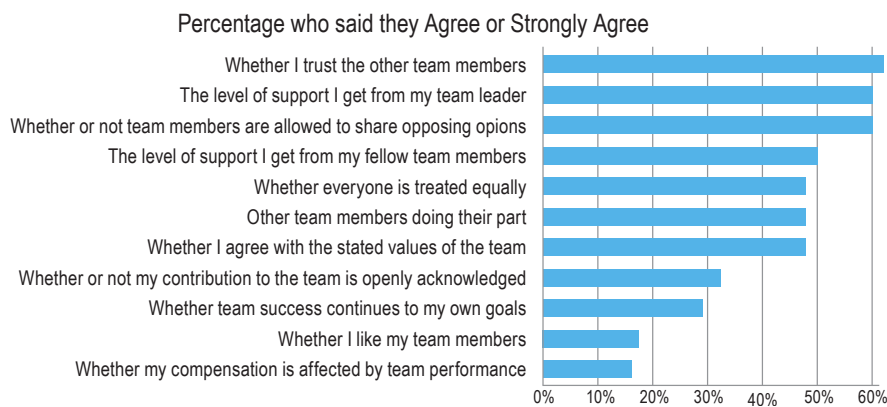 Percentage who said they Agree or Strongly Agree
Whether I trust the other team members
The level of support I get from my team leader
Whether or not team members are allowed to share opposing opions
The level of support I get from my fellow team members
Whether everyone is treated equally
Other team members doing their part
Whether I agree with the stated values of the team
Whether or not my contribution to the team is openly acknowledged
Whether team success continues to my own goals
Whether I like my team members
Whether my compensation is affected by team performance
0% 10% 20% 30% 40% 50% 60%